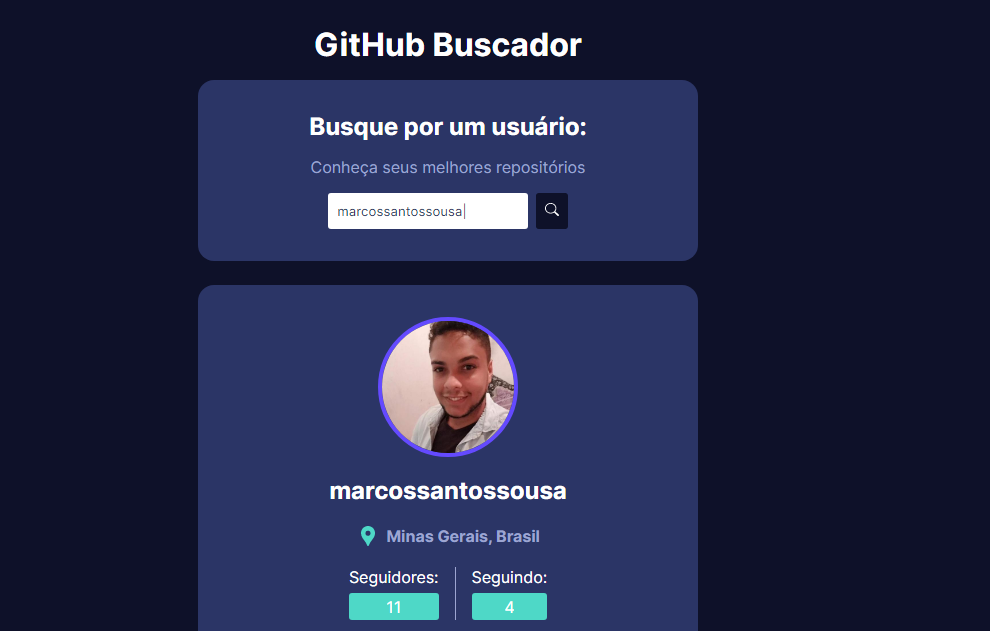 GitHub Buscador
Busque por um usuário:
Conheça seus melhores repositórios
marcossantossousa
marcossantossousa
Minas Gerais, Brasil
Seguidores: Seguindo:
11 4